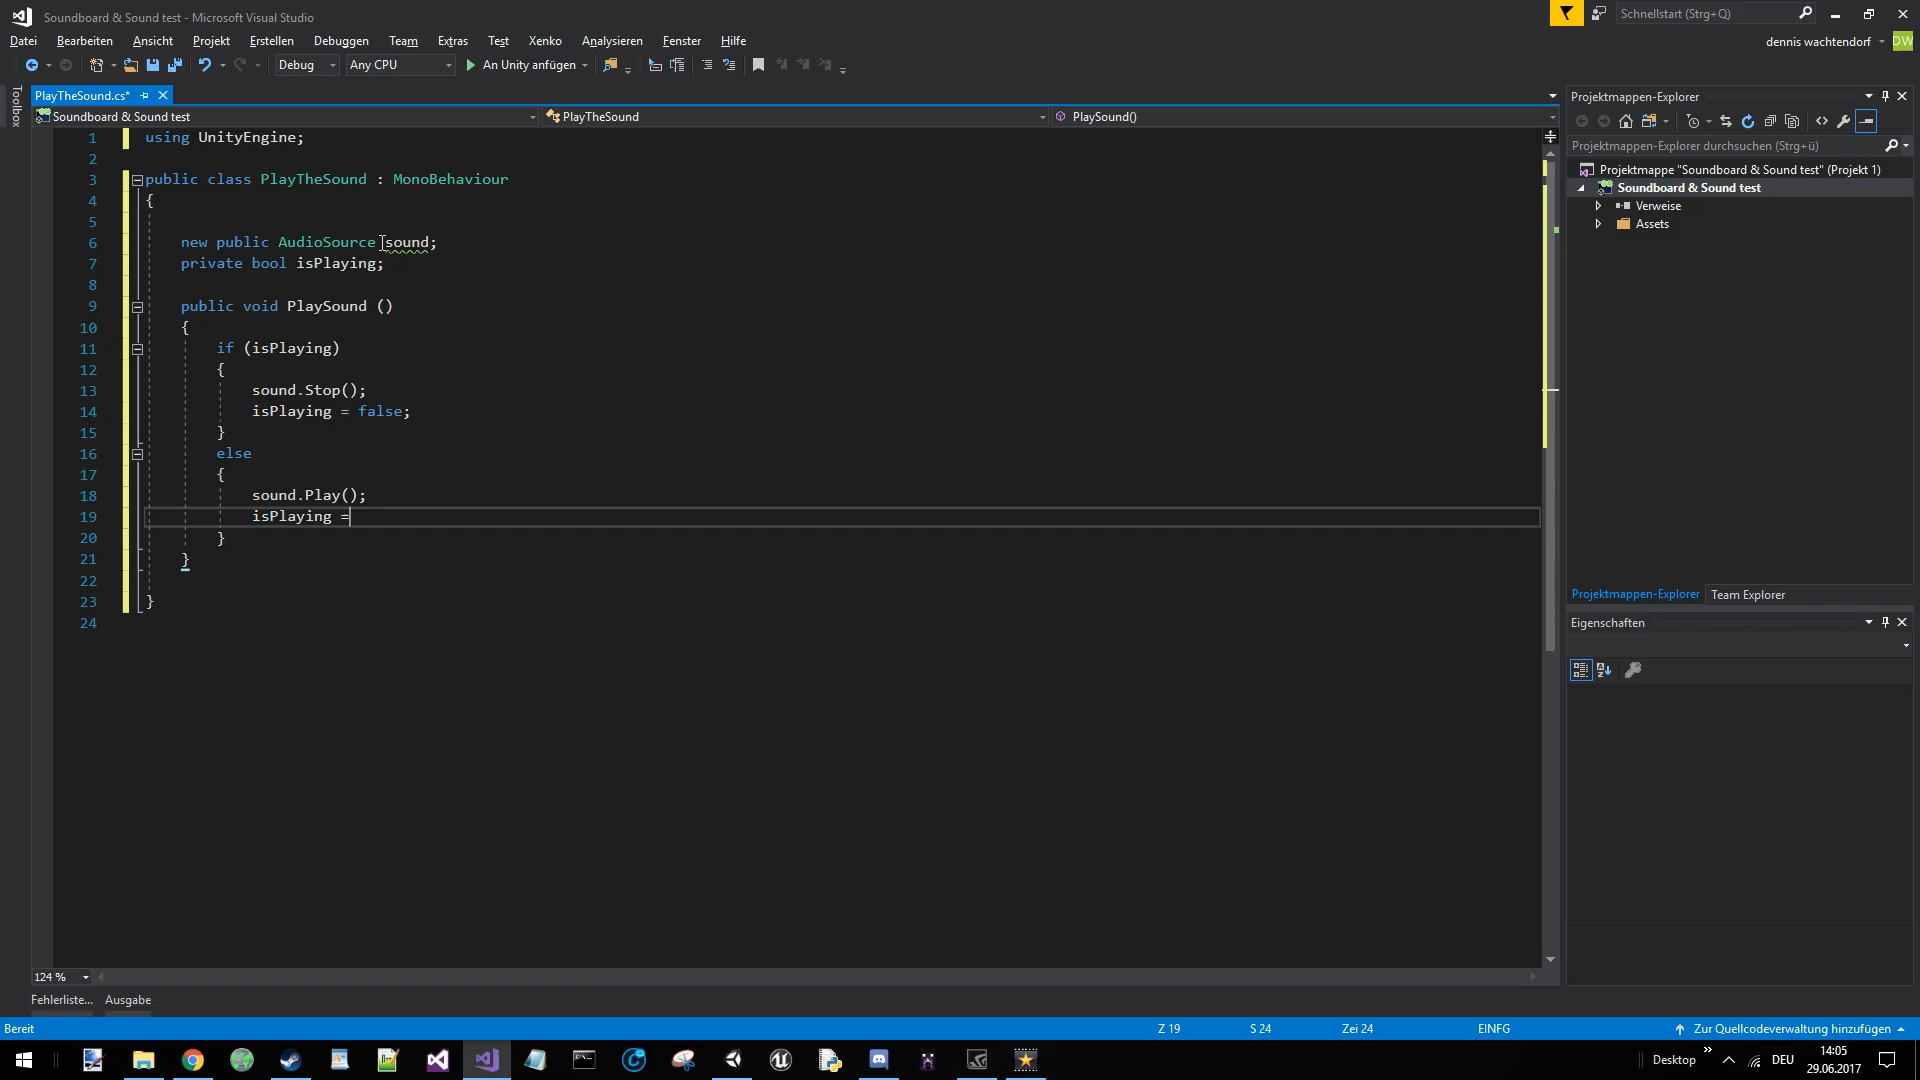 Soundboard & Sound test - Microsoft Visual Studio
Schnellstart (Strg+Q)
Datei Bearbeiten Ansicht Projekt Erstellen Debuggen Team Extras Test Xenko Analysieren Fenster Hilfe
dennis wachtendorf DW
Debug Any CPU An Unity anfügen
Toolbox
PlayTheSound.cs*
Soundboard & Sound test PlayTheSound PlaySound()
1 using UnityEngine;
2
3 public class PlayTheSound : MonoBehaviour
4 {
5
6 new public AudioSource sound;
7 private bool isPlaying;
8
9 public void PlaySound ()
10 {
11 if (isPlaying)
12 {
13 sound.Stop();
14 isPlaying = false;
15 }
16 else
17 {
18 sound.Play();
19 isPlaying =
20 }
21 }
22
23 }
24
124 %
Fehlerliste... Ausgabe
Projektmappen-Explorer
Projektmappen-Explorer durchsuchen (Strg+ü)
Projektmappe "Soundboard & Sound test" (Projekt 1)
Soundboard & Sound test
Verweise
Assets
Projektmappen-Explorer Team Explorer
Eigenschaften
Bereit Z 19 S 24 Zei 24 EINFG Zur Quellcodeverwaltung hinzufügen
Desktop DEU 14:05
29.06.2017